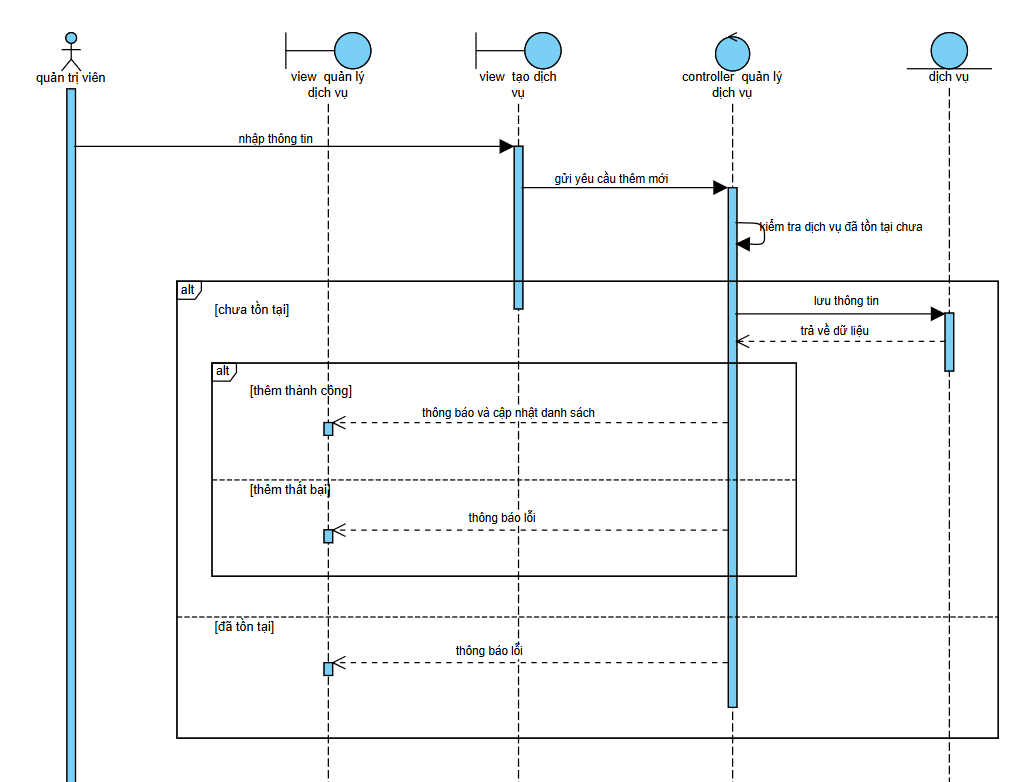 quản trị viên
view quản lý
dịch vụ
view tạo dịch
vụ
controller quản lý
dịch vụ
dịch vụ
nhập thông tin
gửi yêu cầu thêm mới
kiểm tra dịch vụ đã tồn tại chưa
alt
[chưa tồn tại]
lưu thông tin
trả về dữ liệu
alt
[thêm thành công]
thông báo và cập nhật danh sách
[thêm thất bại]
thông báo lỗi
[đã tồn tại]
thông báo lỗi